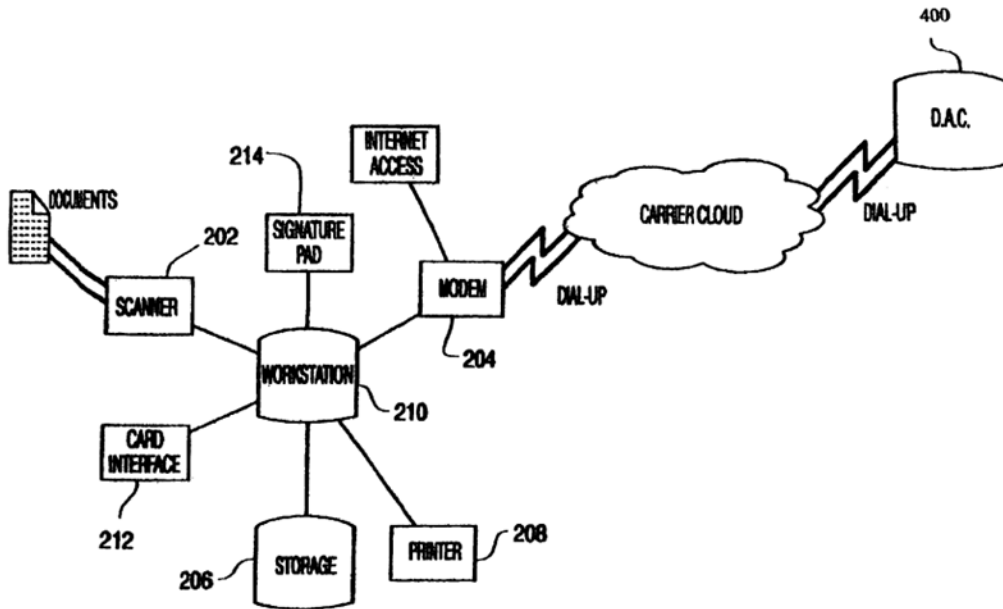 400
D.A.C.
INTERNET
ACCESS
214
DOCUMENTS
CARRIER CLOUD
DIAL-UP
202
SIGNATURE
PAD
SCANNER
MODEM
DIAL-UP
204
WORKSTATION
210
CARD
INTERFACE
212
206
STORAGE
PRINTER
208